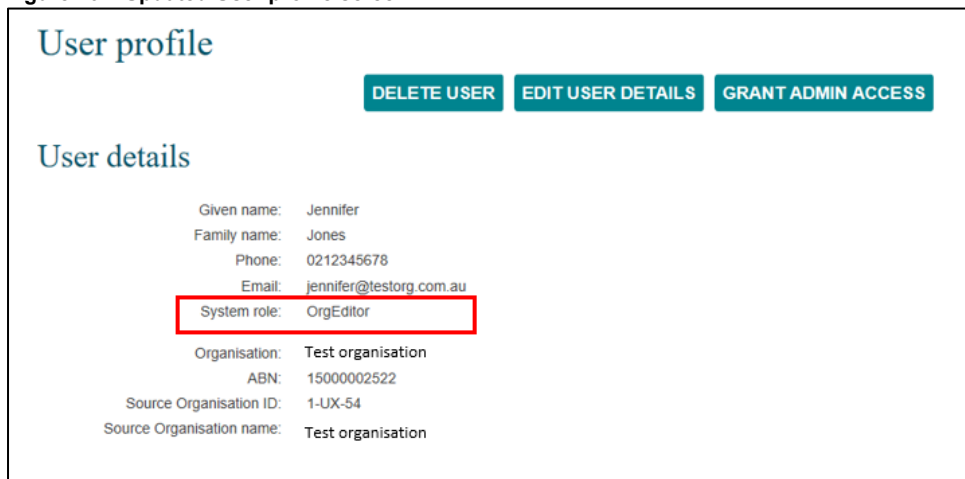 User profile
DELETE USER EDIT USER DETAILS GRANT ADMIN ACCESS
User details
Given name: Jennifer
Family name: Jones
Phone: 0212345678
Email: jennifer@testorg.com.au
System role: OrgEditor
Organisation: Test organisation
ABN: 15000002522
Source Organisation ID: 1-UX-54
Source Organisation name: Test organisation